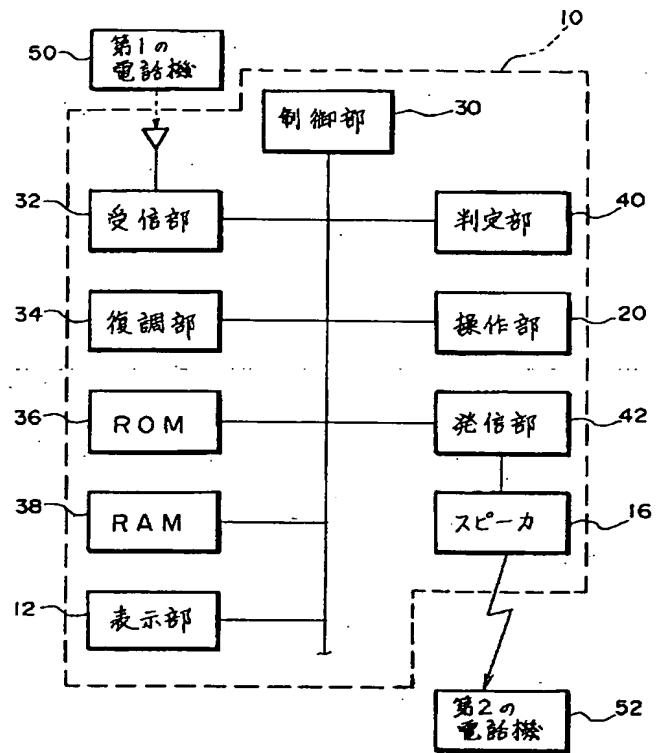 第1の
電話機
50
10
制御部
30
32
受信部
判定部
40
34
復調部
操作部
20
36
ROM
発信部
42
38
RAM
スピーカ
16
12
表示部
第2の
電話機
52